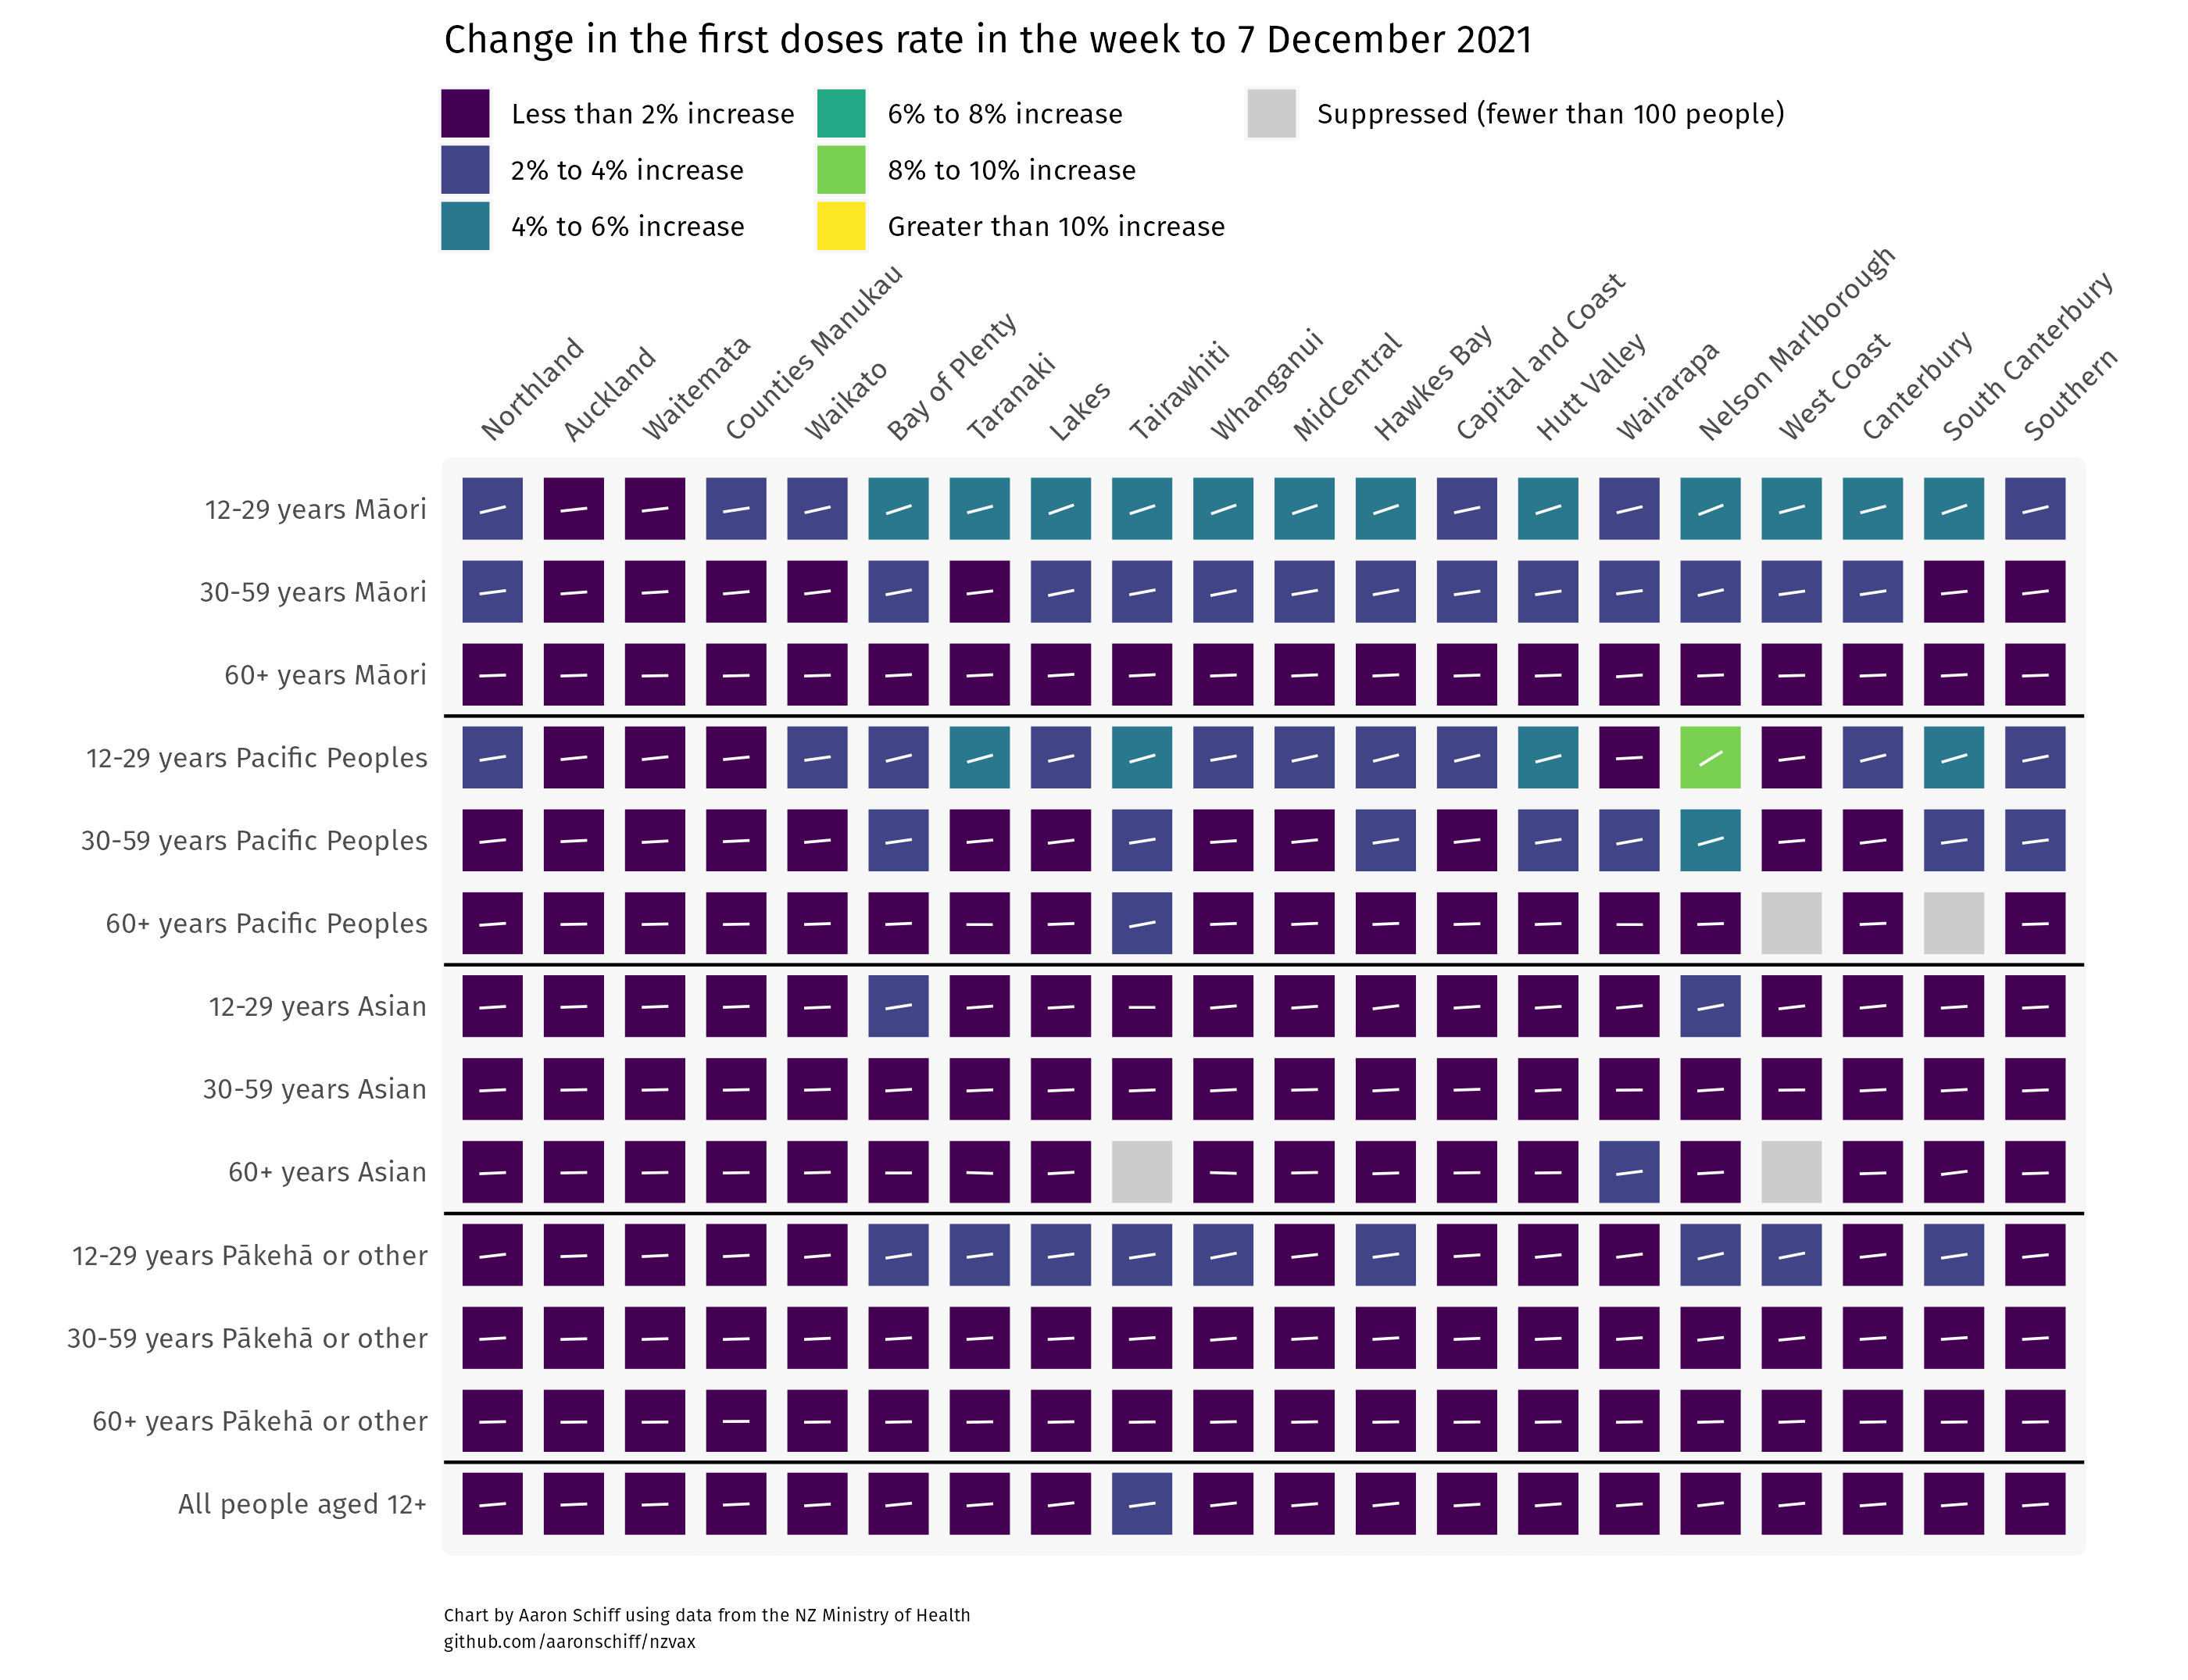 Change in the first doses rate in the week to 7 December 2021
Less than 2% increase
2% to 4% increase
4% to 6% increase
6% to 8% increase
8% to 10% increase
Greater than 10% increase
Suppressed (fewer than 100 people)
Northland
Auckland
Waitemata
Counties Manukau
Waikato
Bay of Plenty
Taranaki
Lakes
Tairawhiti
Whanganui
MidCentral
Hawkes Bay
Capital and Coast
Hutt Valley
Wairarapa
Nelson Marlborough
West Coast
Canterbury
South Canterbury
Southern
12-29 years Māori
30-59 years Māori
60+ years Māori
12-29 years Pacific Peoples
30-59 years Pacific Peoples
60+ years Pacific Peoples
12-29 years Asian
30-59 years Asian
60+ years Asian
12-29 years Pākehā or other
30-59 years Pākehā or other
60+ years Pākehā or other
All people aged 12+
Chart by Aaron Schiff using data from the NZ Ministry of Health
github.com/aaronschiff/nzvax